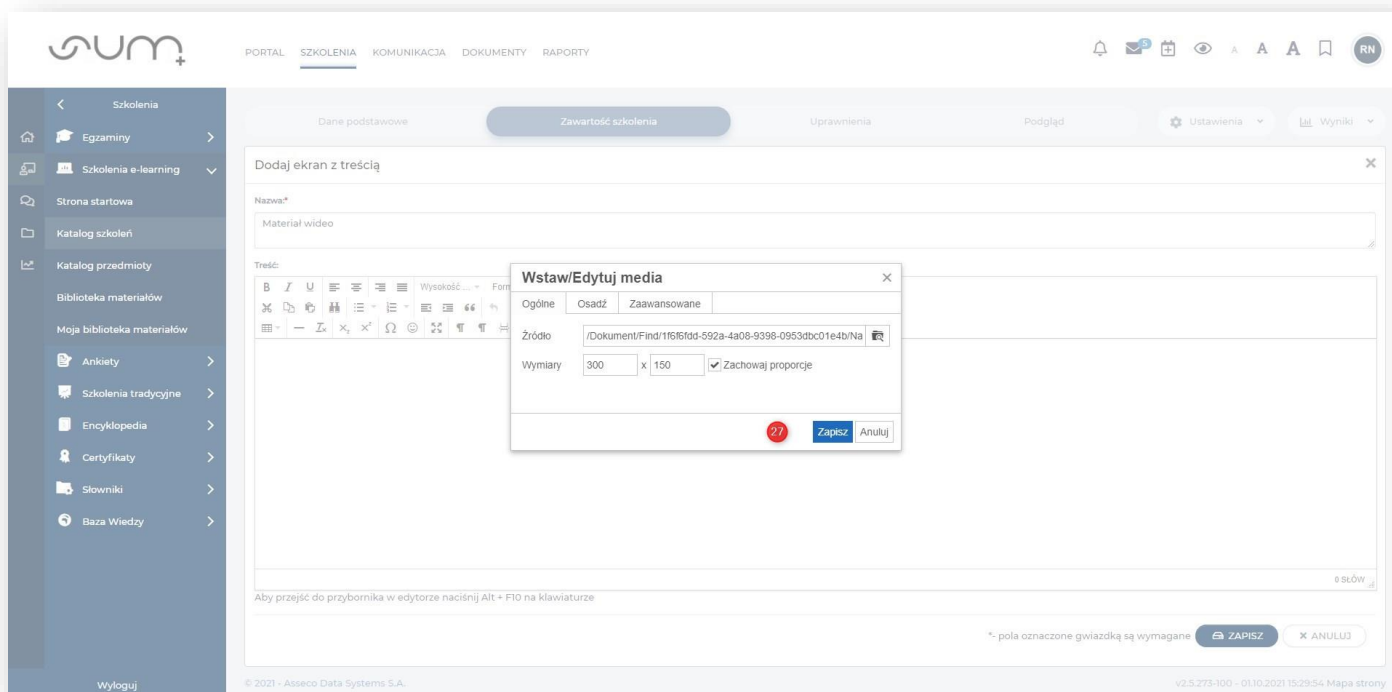 sum+
PORTAL SZKOLENIA KOMUNIKACJA DOKUMENTY RAPORTY
5 A A A RN
Szkolenia
Egzaminy
Szkolenia e-learning
Strona startowa
Katalog szkoleń
Katalog przedmioty
Biblioteka materiałów
Moja biblioteka materiałów
Ankiety
Szkolenia tradycyjne
Encyklopedia
Certyfikaty
Słowniki
Baza Wiedzy
Wyloguj
Dane podstawowe Zawartość szkolenia Uprawnienia Podgląd Ustawienia Wyniki
Dodaj ekran z treścią
Nazwa:*
Materiał wideo
Treść:
B I U Wysokość ... Form
Wstaw/Edytuj media
Ogólne Osadź Zaawansowane
Źródło /Dokument/Find/1f6f6fdd-592a-4a08-9398-0953dbc01e4b/Na
Wymiary 300 x 150 Zachowaj proporcje
27 Zapisz Anuluj
0 SŁÓW
Aby przejść do przybornika w edytorze naciśnij Alt + F10 na klawiaturze
*- pola oznaczone gwiazdką są wymagane ZAPISZ ANULUJ
© 2021 - Asseco Data Systems S.A. v2.5.273-100 - 01.10.2021 15:29:54 Mapa strony